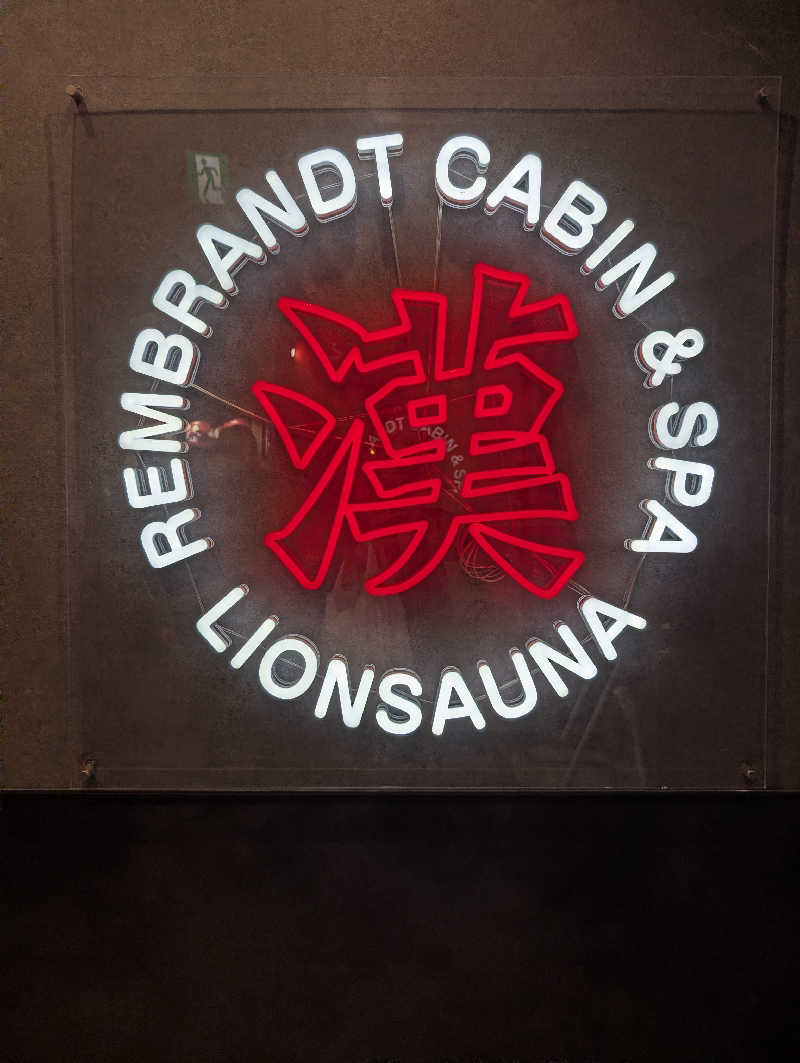 REMBRANDT CABIN & SPA
漢
LIONSAUNA